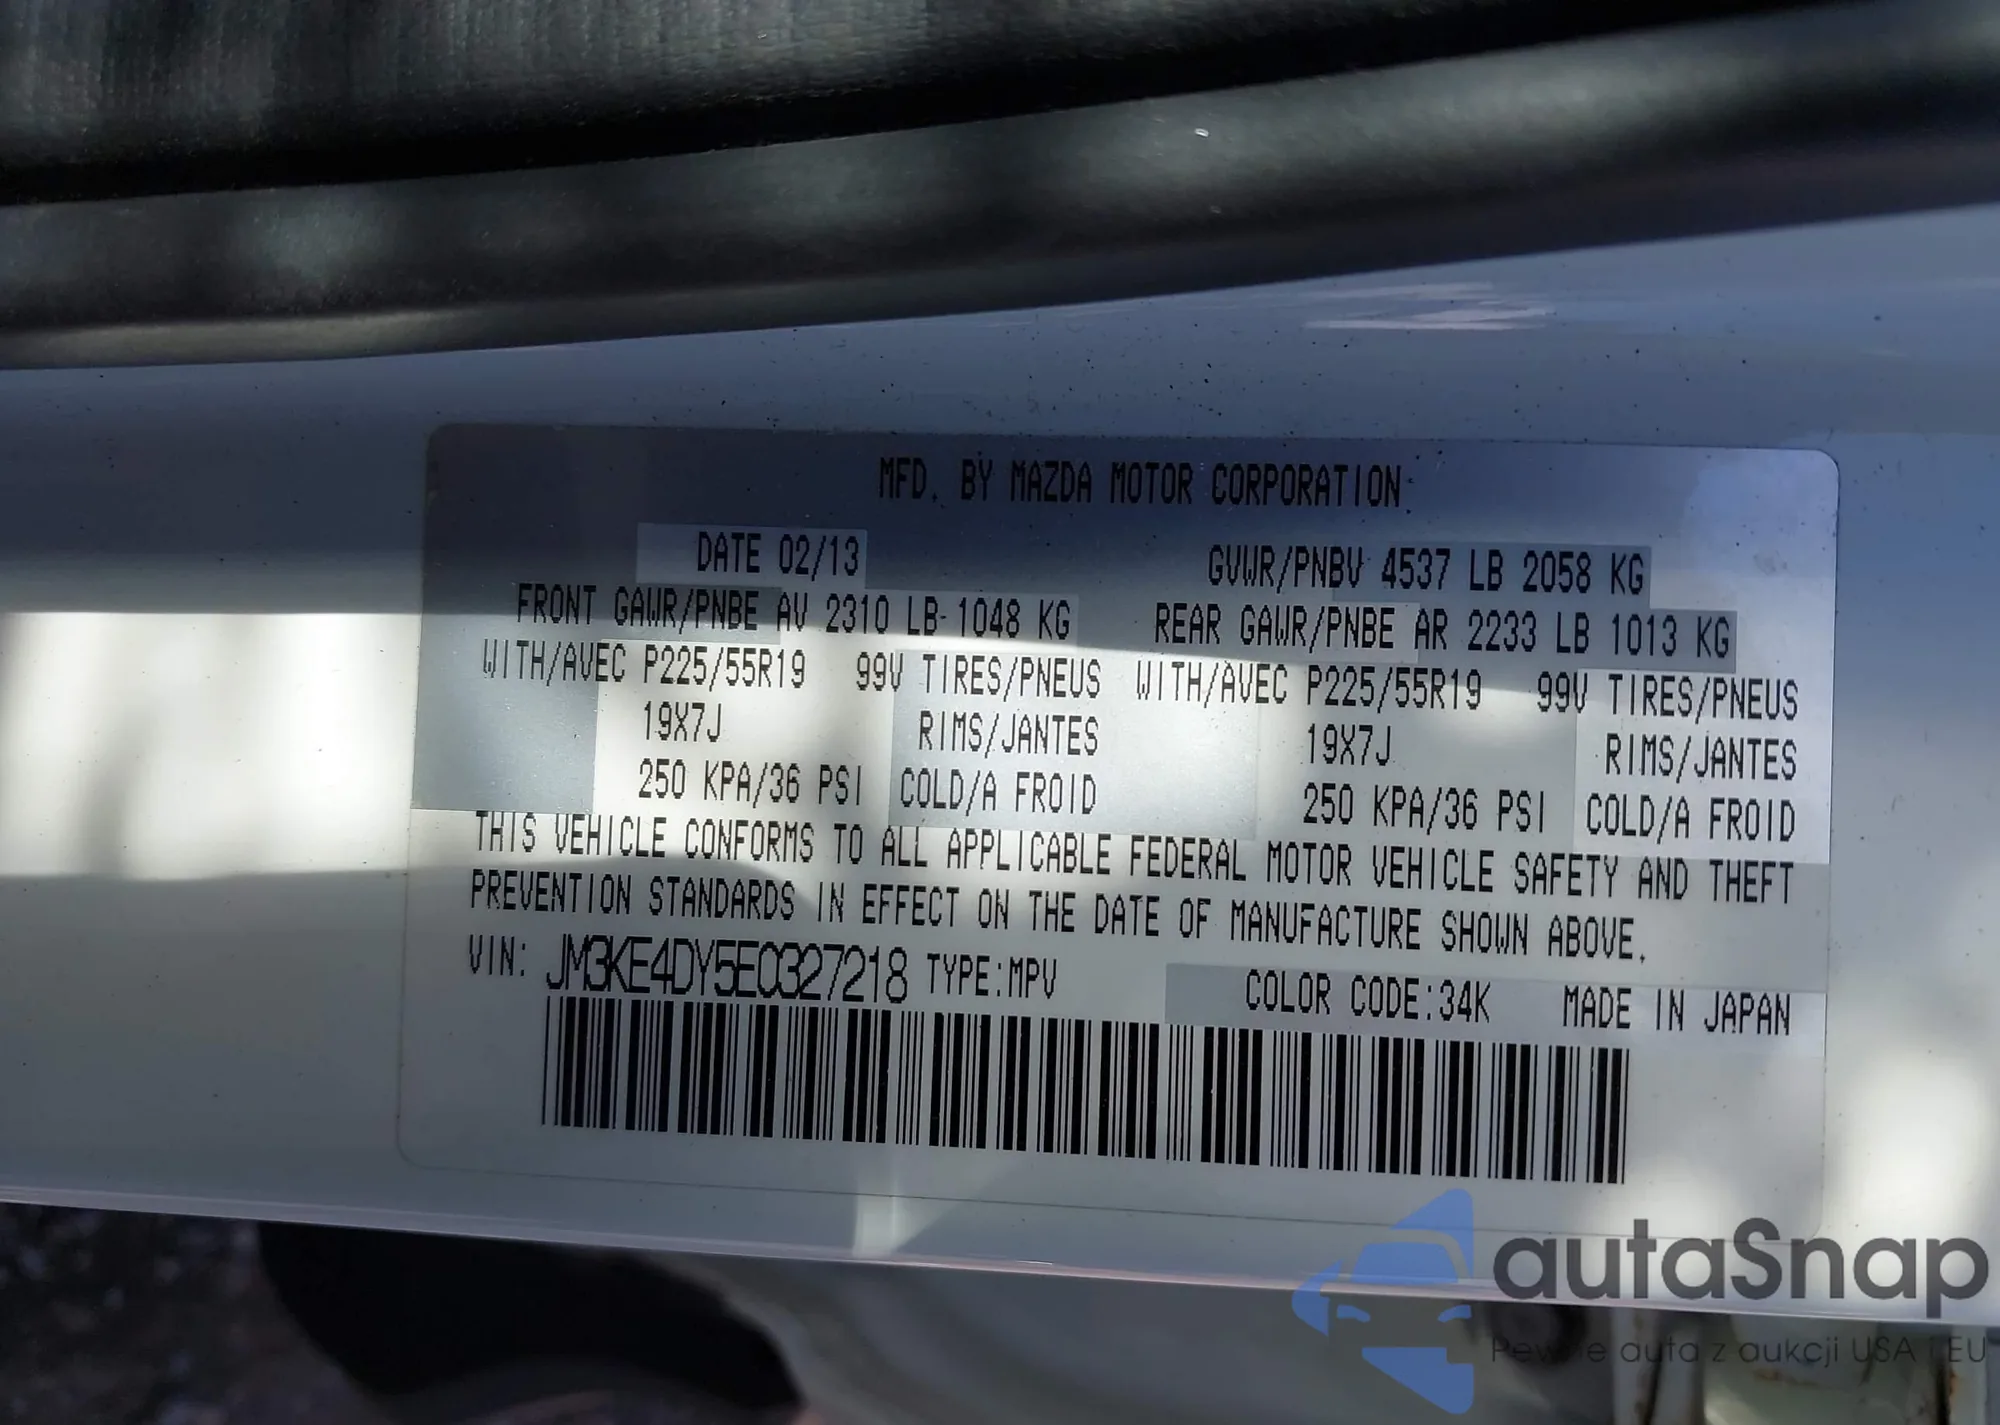 MFD. BY MAZDA MOTOR CORPORATION
DATE 02/13 GVWR/PNBV 4537 LB 2058 KG
FRONT GAWR/PNBE AV 2310 LB 1048 KG REAR GAWR/PNBE AR 2233 LB 1013 KG
WITH/AVEC P225/55R19 99V TIRES/PNEUS WITH/AVEC P225/55R19 99V TIRES/PNEUS
19X7J RIMS/JANTES 19X7J RIMS/JANTES
250 KPA/36 PSI COLD/A FROID 250 KPA/36 PSI COLD/A FROID
THIS VEHICLE CONFORMS TO ALL APPLICABLE FEDERAL MOTOR VEHICLE SAFETY AND THEFT
PREVENTION STANDARDS IN EFFECT ON THE DATE OF MANUFACTURE SHOWN ABOVE.
VIN: JM3KE4DY5E0327218 TYPE:MPV COLOR CODE:34K MADE IN JAPAN
autaSnap
Pewne auta z aukcji USA i EU